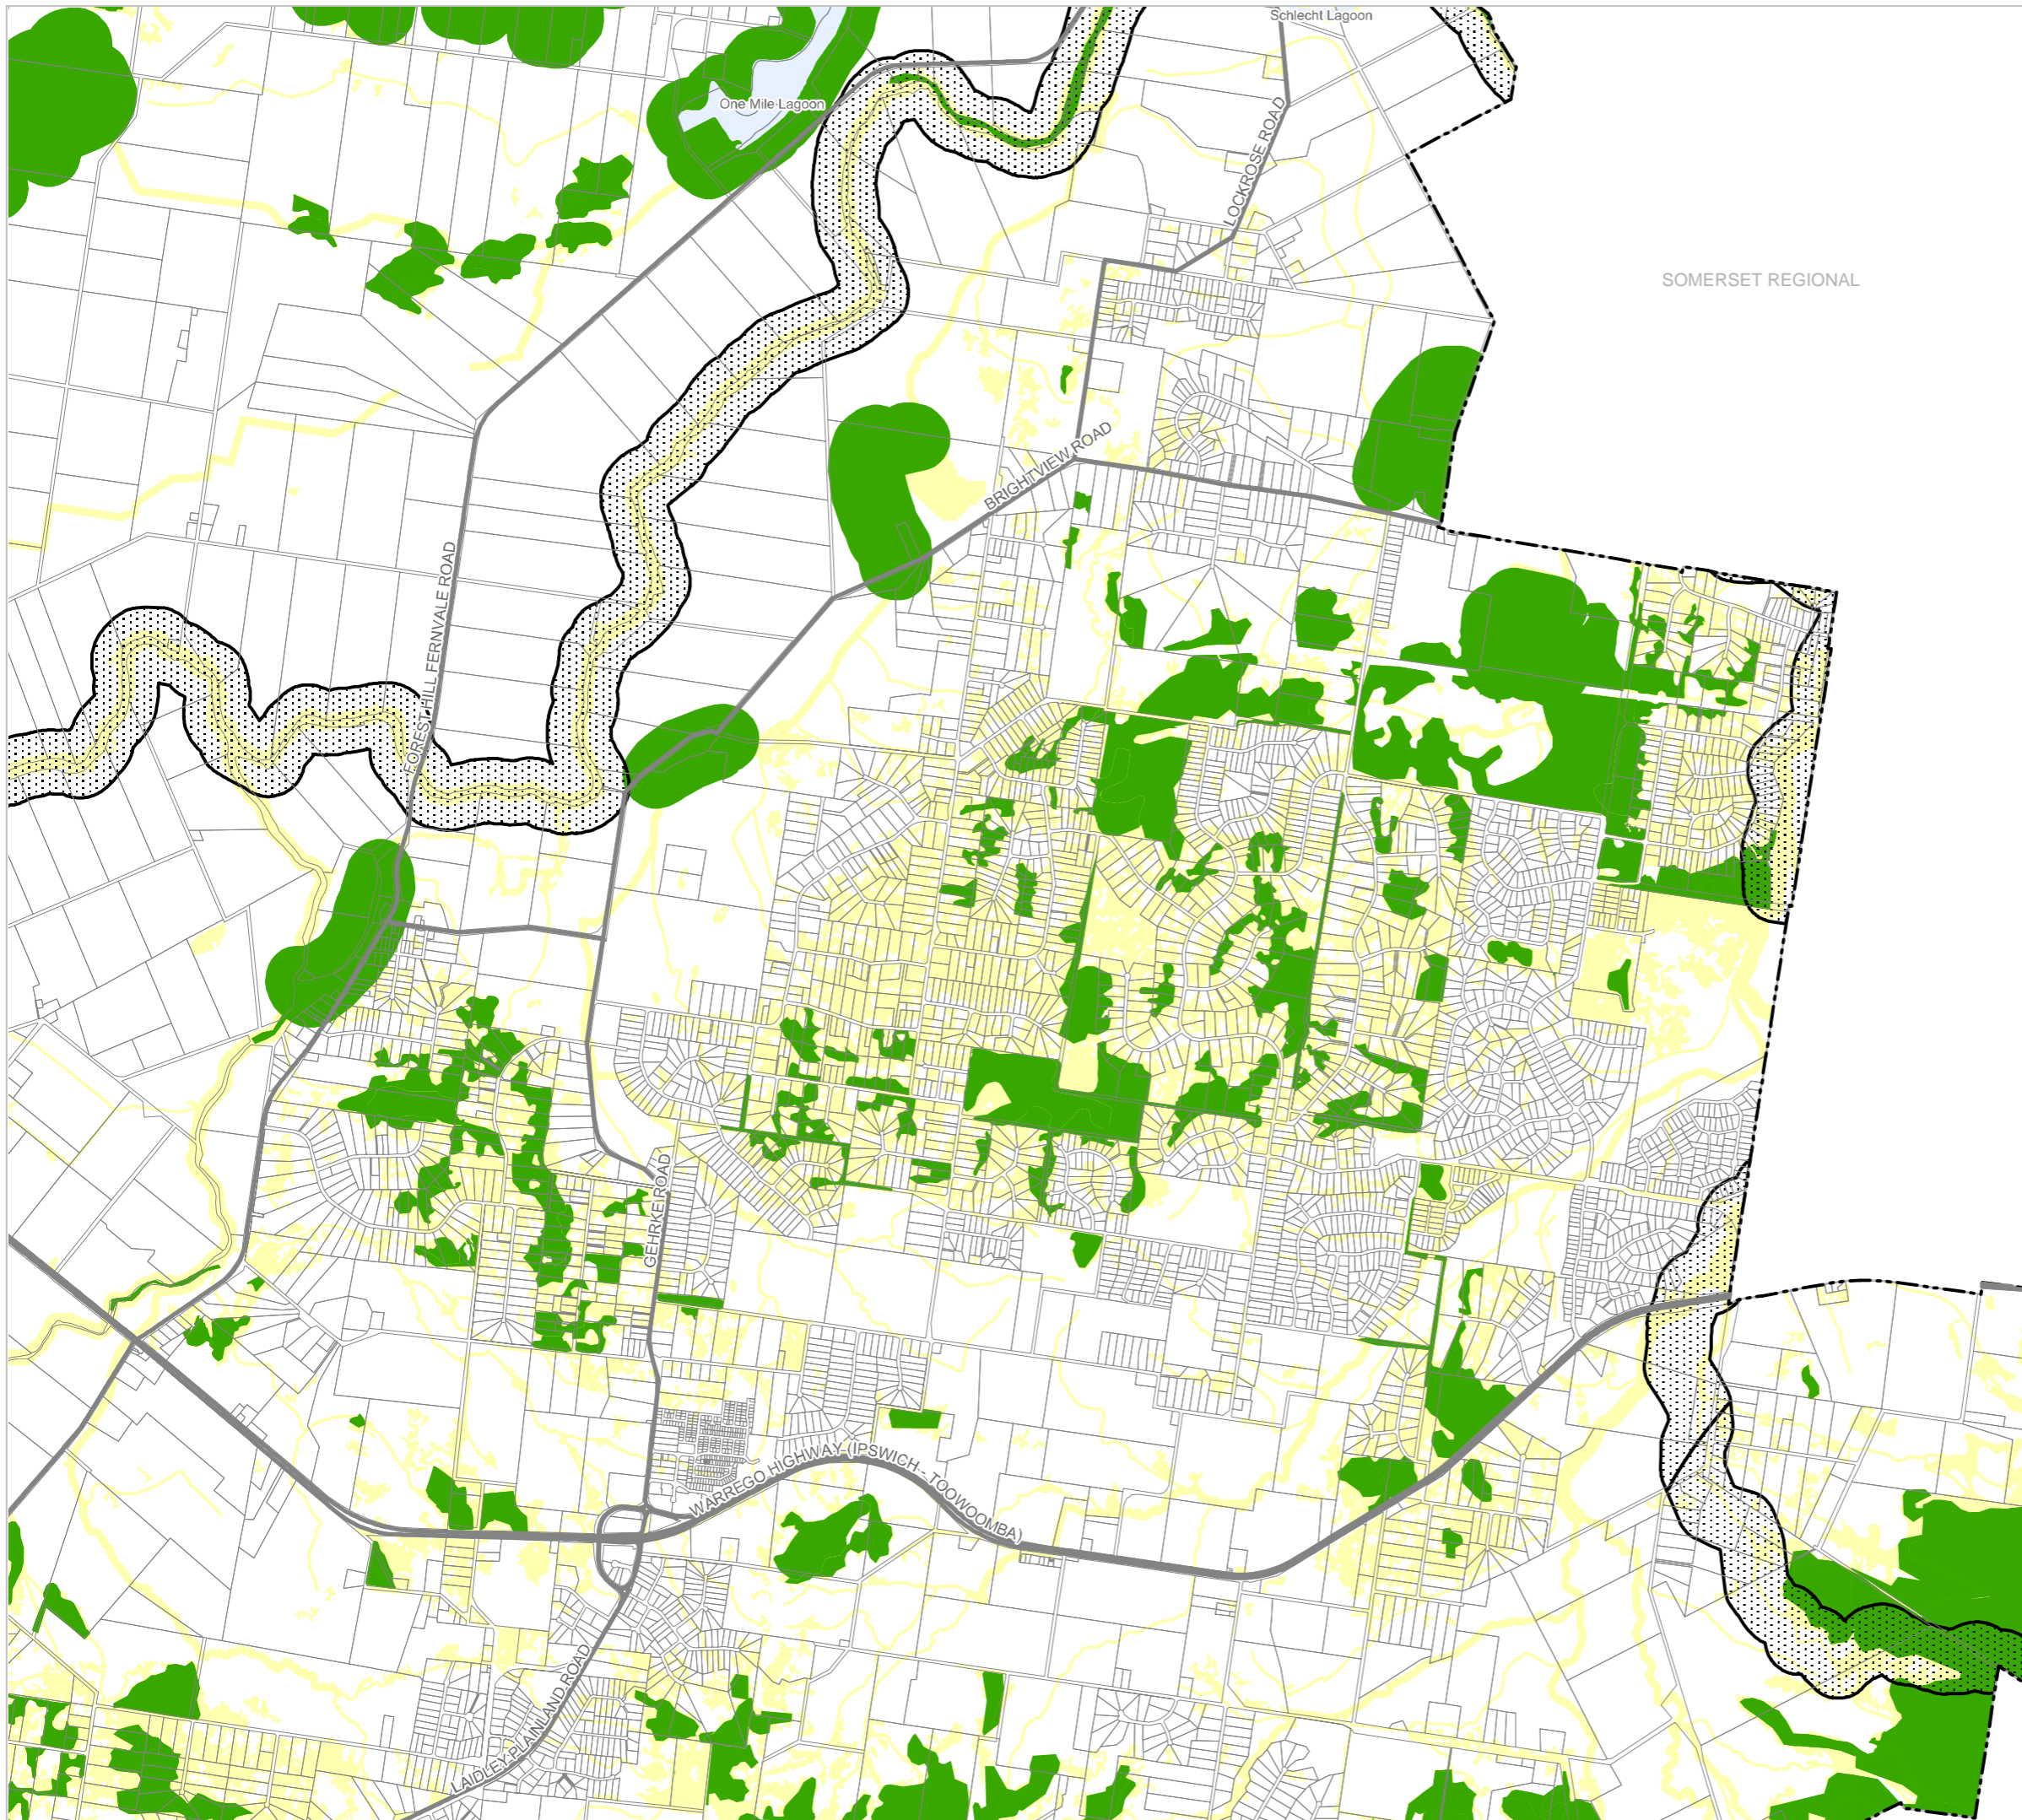 Schlecht Lagoon
One Mile Lagoon
LOCKROSE ROAD
SOMERSET REGIONAL
BRIGHTVIEW ROAD
FOREST HILL FERNVALE ROAD
GEHRKE ROAD
WARREGO HIGHWAY (IPSWICH - TOOWOOMBA)
LAIDLEY PLAINLAND ROAD